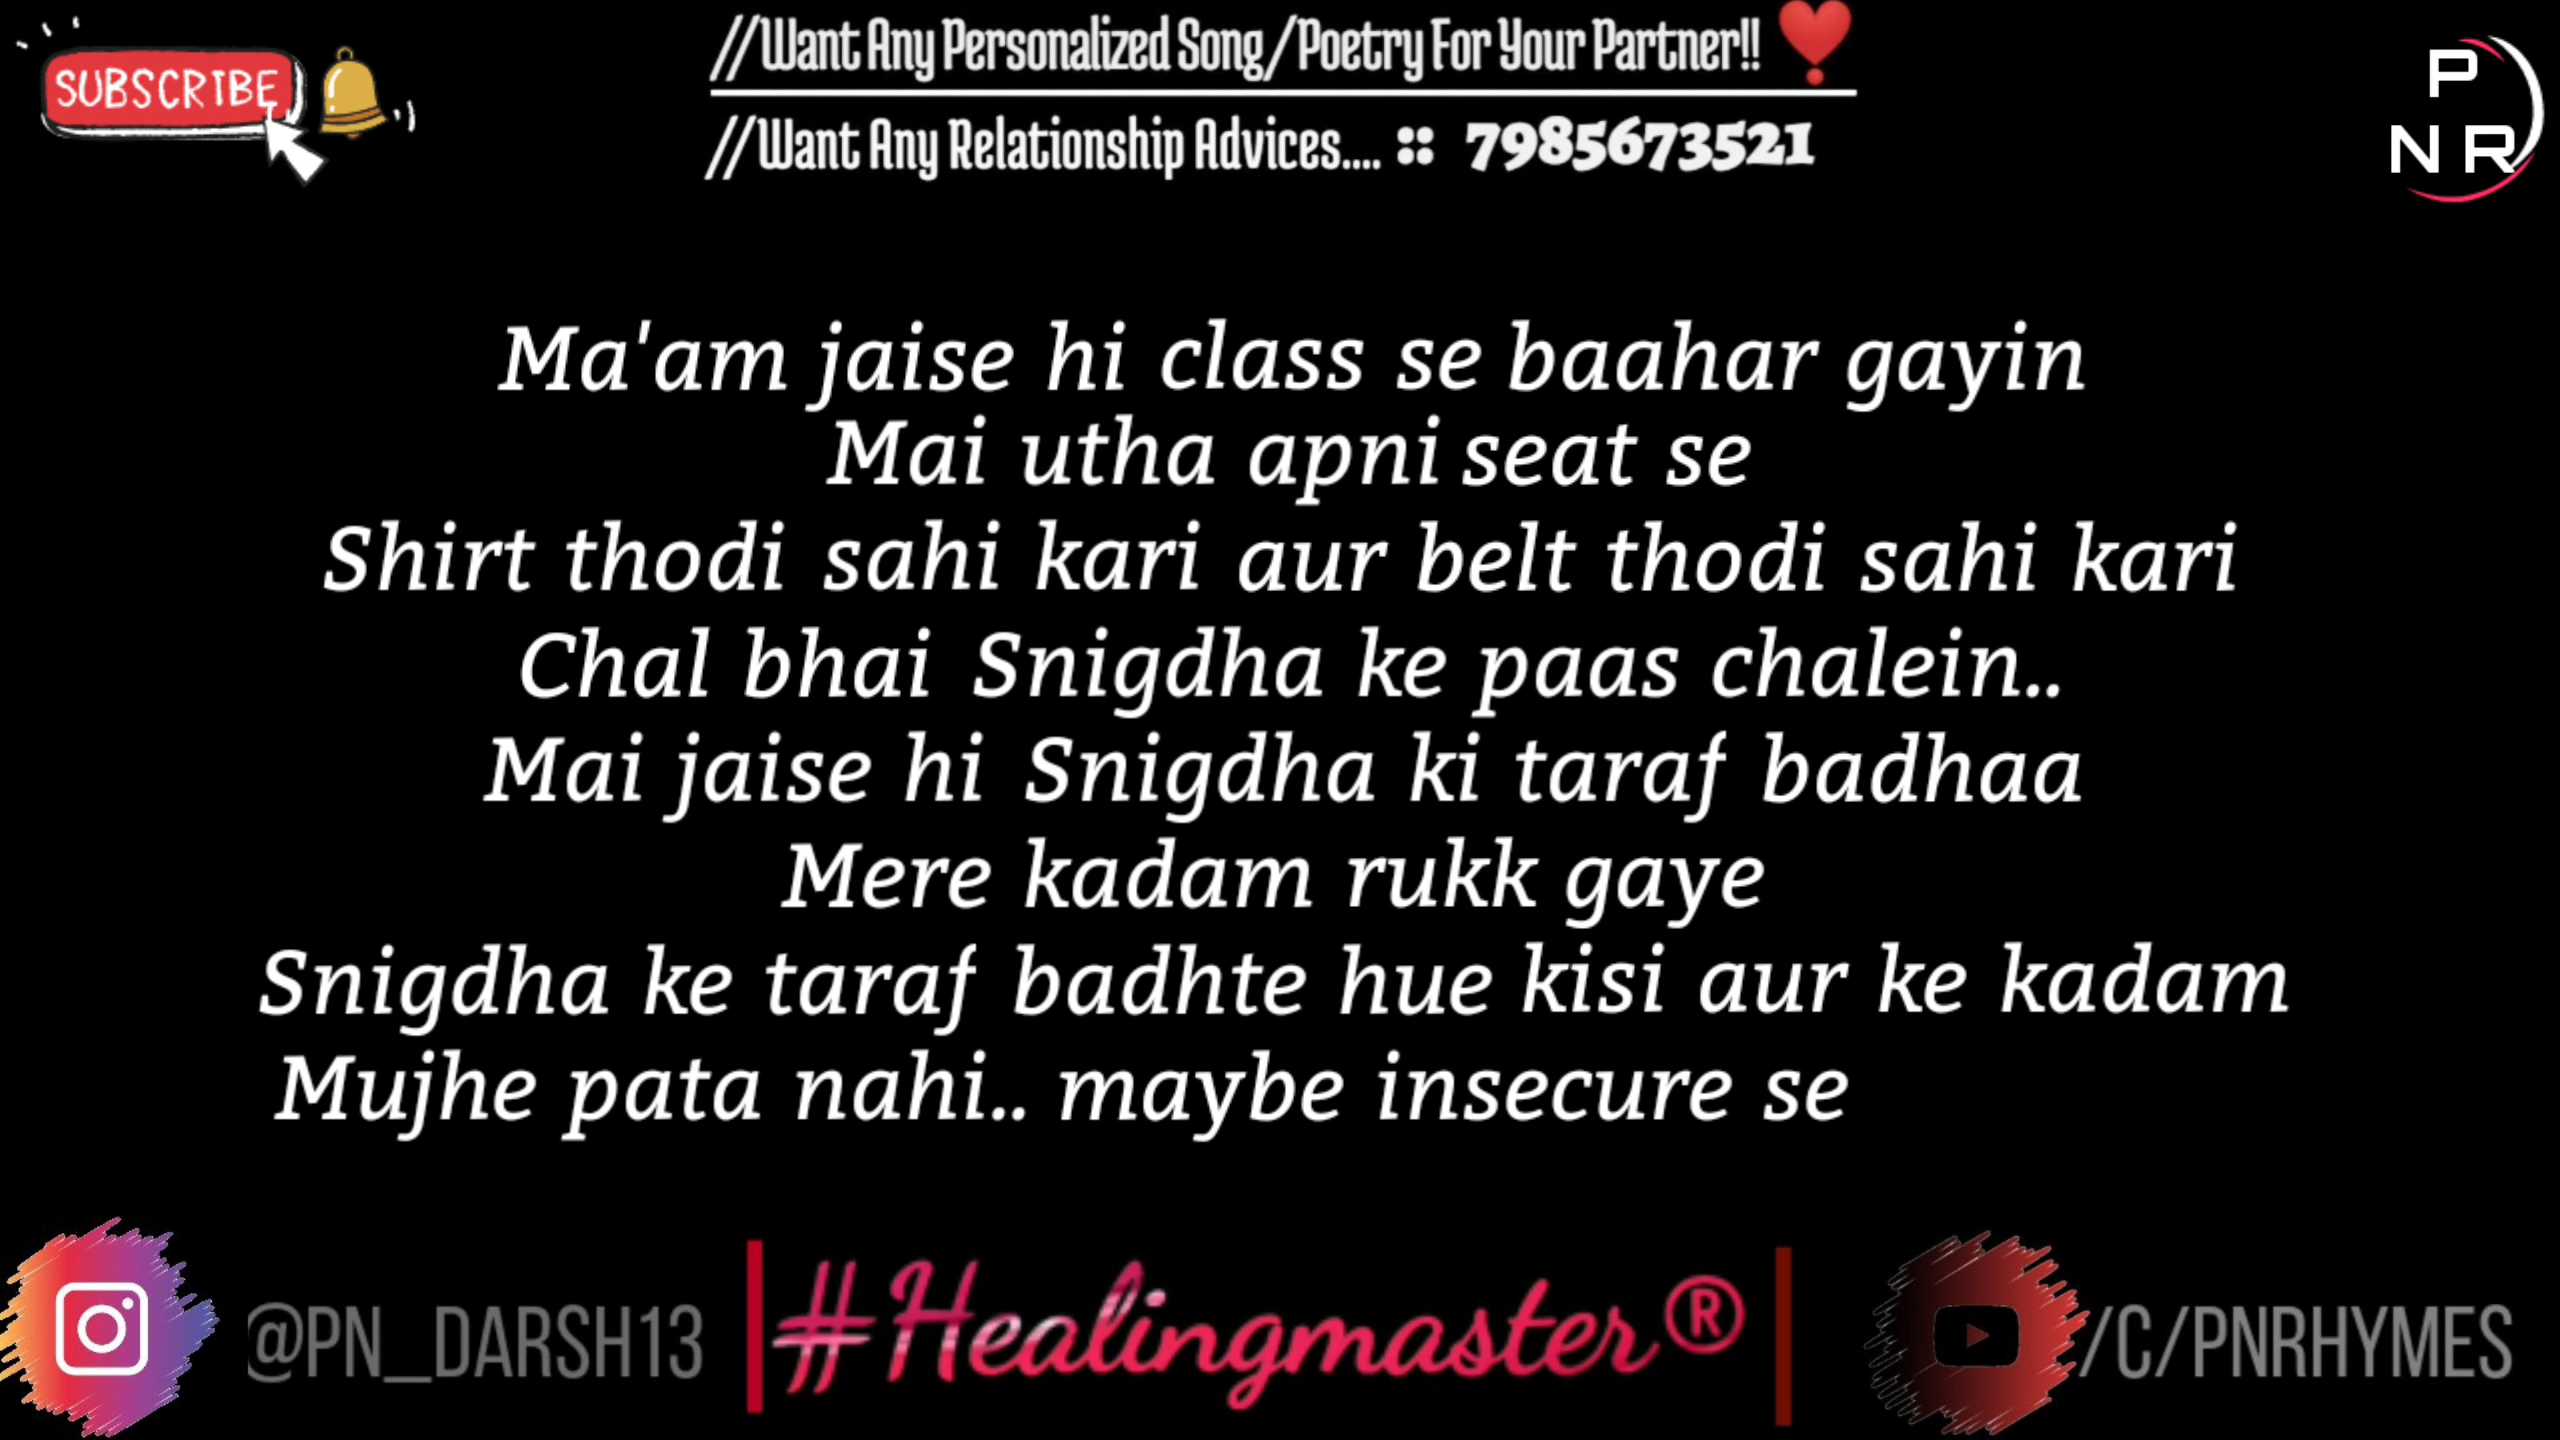 SUBSCRIBE
//Want Any Personalized Song/Poetry For Your Partner!! ❣
//Want Any Relationship Advices.... :: 7985673521
P
N R
Ma'am jaise hi class se baahar gayin
Mai utha apni seat se
Shirt thodi sahi kari aur belt thodi sahi kari
Chal bhai Snigdha ke paas chalein..
Mai jaise hi Snigdha ki taraf badhaa
Mere kadam rukk gaye
Snigdha ke taraf badhte hue kisi aur ke kadam
Mujhe pata nahi.. maybe insecure se
@PN_DARSH13
#Healingmaster®
/C/PNRHYMES